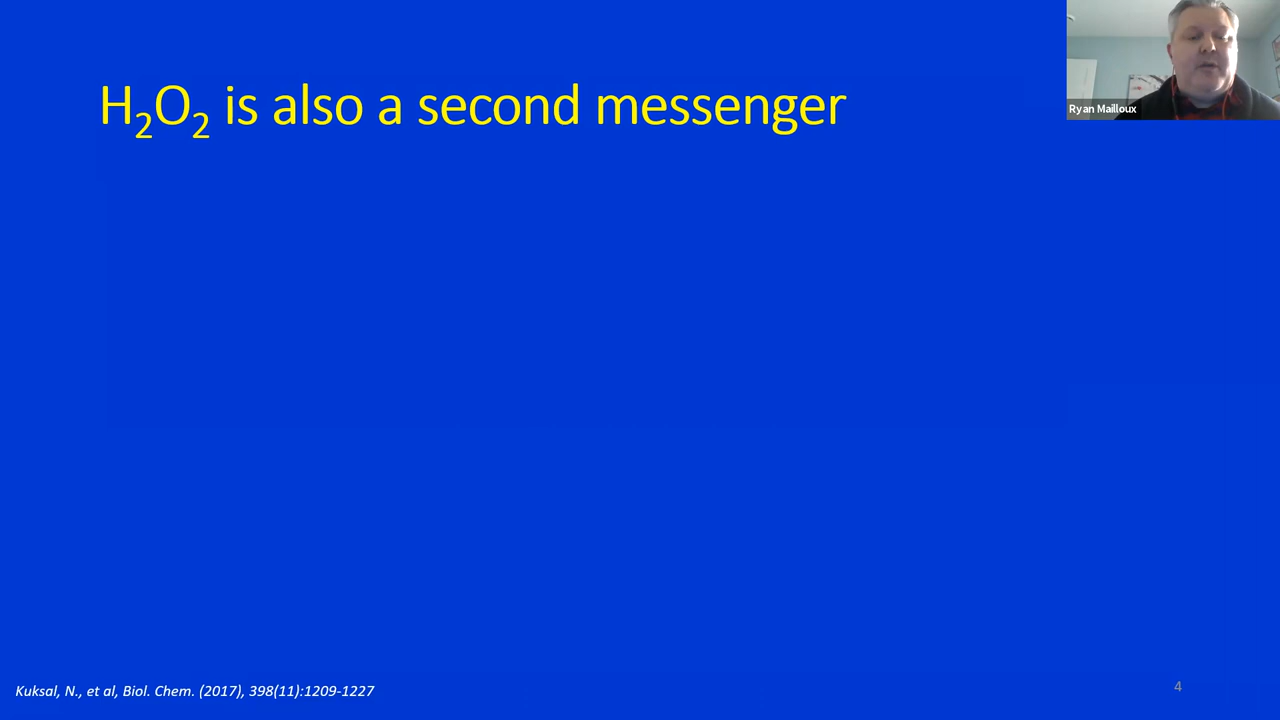 H₂O₂ is also a second messenger
Ryan Mailloux
Kuksal, N., et al, Biol. Chem. (2017), 398(11):1209-1227
4